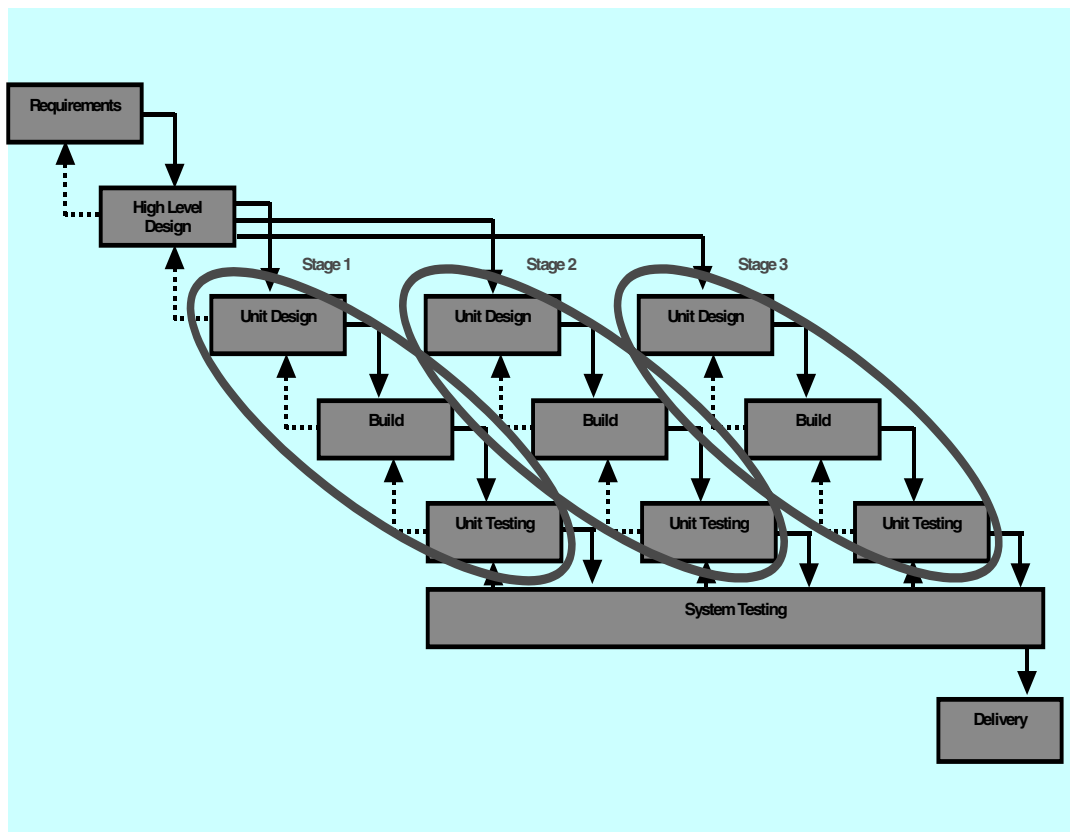 Requirements
High Level
Design
Stage 1
Stage 2
Stage 3
Unit Design
Unit Design
Unit Design
Build
Build
Build
Unit Testing
Unit Testing
Unit Testing
System Testing
Delivery